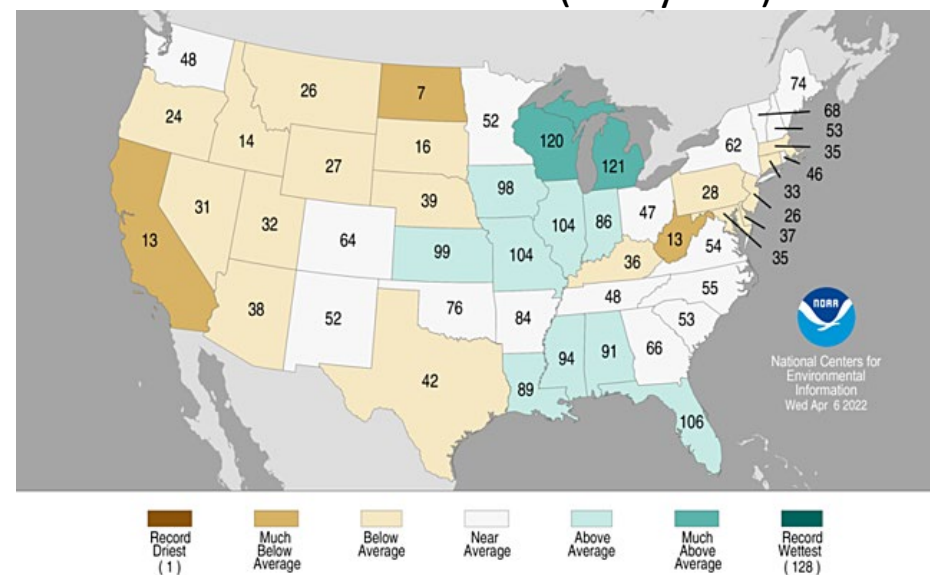 48
26
7
52
74
24
14
27
16
120
121
62
68
53
35
46
33
26
37
35
31
32
64
39
98
104
86
47
28
13
38
52
99
104
36
13
54
76
84
48
55
53
42
89
94
91
66
106
NOAA
National Centers for
Environmental
Information
Wed Apr 6 2022
Record
Driest
(1)
Much
Below
Average
Below
Average
Near
Average
Above
Average
Much
Above
Average
Record
Wettest
(128)